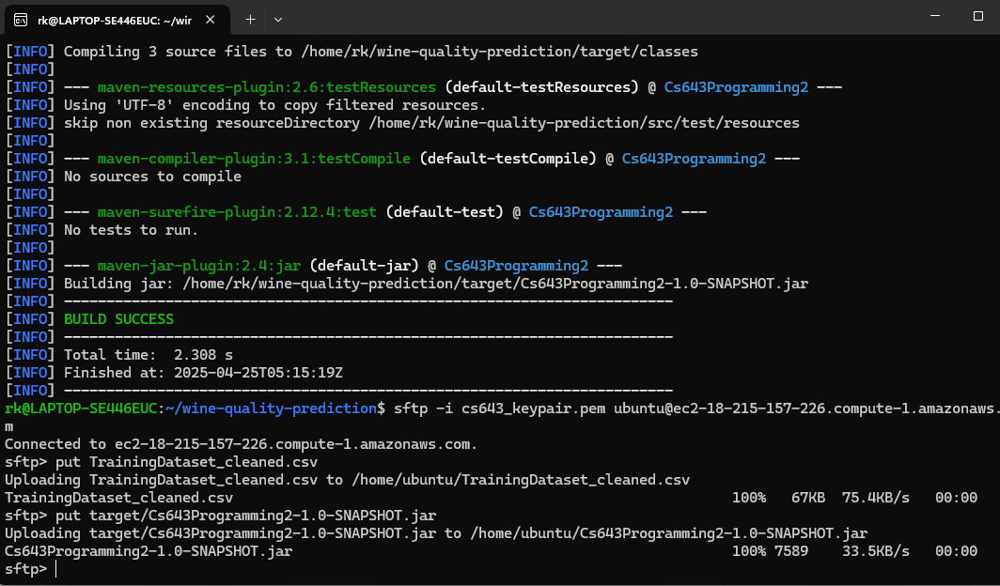 rk@LAPTOP-SE446EUC: ~/wir
[INFO] Compiling 3 source files to /home/rk/wine-quality-prediction/target/classes
[INFO]
[INFO] --- maven-resources-plugin:2.6:testResources (default-testResources) @ Cs643Programming2 ---
[INFO] Using 'UTF-8' encoding to copy filtered resources.
[INFO] skip non existing resourceDirectory /home/rk/wine-quality-prediction/src/test/resources
[INFO]
[INFO] --- maven-compiler-plugin:3.1:testCompile (default-testCompile) @ Cs643Programming2 ---
[INFO] No sources to compile
[INFO]
[INFO] --- maven-surefire-plugin:2.12.4:test (default-test) @ Cs643Programming2 ---
[INFO] No tests to run.
[INFO]
[INFO] --- maven-jar-plugin:2.4:jar (default-jar) @ Cs643Programming2 ---
[INFO] Building jar: /home/rk/wine-quality-prediction/target/Cs643Programming2-1.0-SNAPSHOT.jar
[INFO] ------------------------------------------------------------------------
[INFO] BUILD SUCCESS
[INFO] ------------------------------------------------------------------------
[INFO] Total time:  2.308 s
[INFO] Finished at: 2025-04-25T05:15:19Z
[INFO] ------------------------------------------------------------------------
rk@LAPTOP-SE446EUC:~/wine-quality-prediction$ sftp -i cs643_keypair.pem ubuntu@ec2-18-215-157-226.compute-1.amazonaws.
m
Connected to ec2-18-215-157-226.compute-1.amazonaws.com.
sftp> put TrainingDataset_cleaned.csv
Uploading TrainingDataset_cleaned.csv to /home/ubuntu/TrainingDataset_cleaned.csv
TrainingDataset_cleaned.csv 100% 67KB 75.4KB/s 00:00
sftp> put target/Cs643Programming2-1.0-SNAPSHOT.jar
Uploading target/Cs643Programming2-1.0-SNAPSHOT.jar to /home/ubuntu/Cs643Programming2-1.0-SNAPSHOT.jar
Cs643Programming2-1.0-SNAPSHOT.jar 100% 7589 33.5KB/s 00:00
sftp>